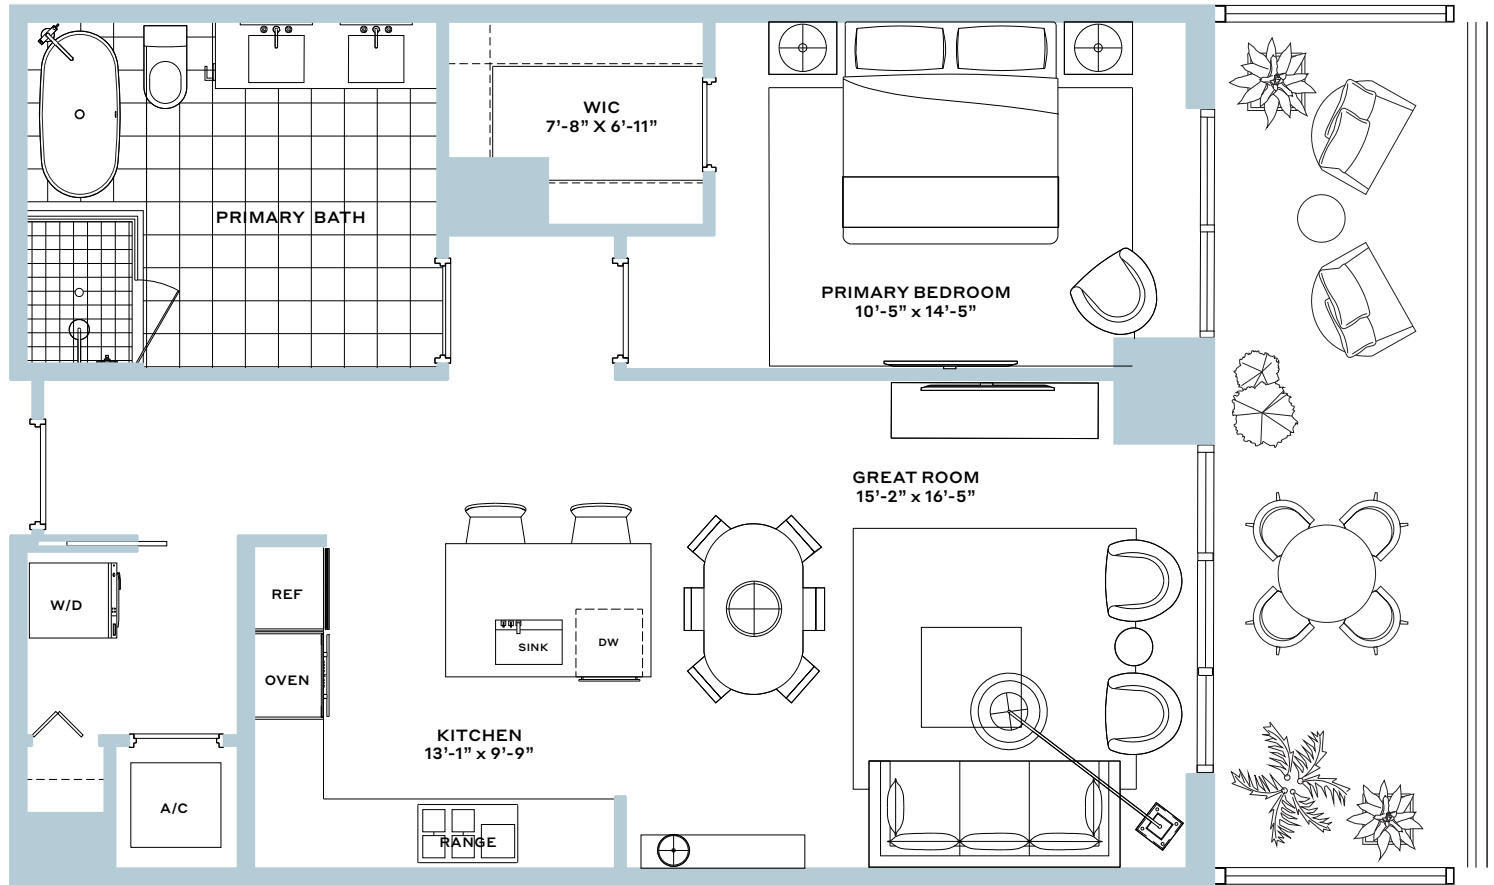 WIC
7'-8” X 6'-11”
PRIMARY BATH
PRIMARY BEDROOM
10'-5” x 14'-5”
GREAT ROOM
15'-2” x 16'-5”
REF
W/D
SINK
DW
OVEN
KITCHEN
13'-1” x 9'-9”
A/C
RANGE